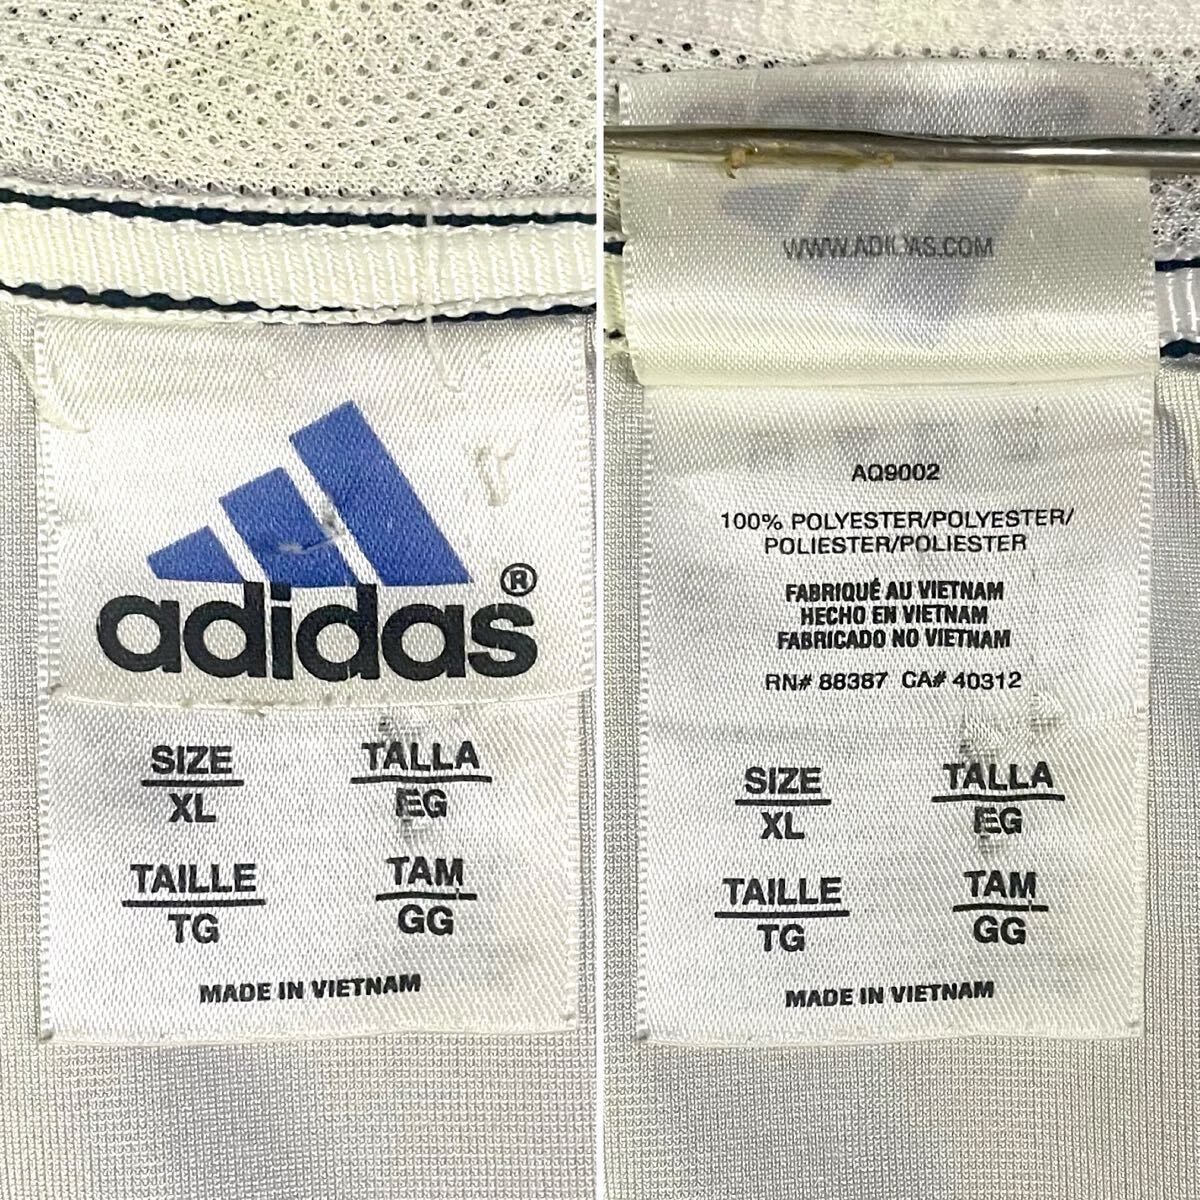 adidas®
SIZE TALLA
XL EG
TAILLE TAM
TG GG
MADE IN VIETNAM
WWW.ADIDAS.COM
AQ9002
100% POLYESTER/POLYESTER/
POLIESTER/POLIESTER
FABRIQUÉ AU VIETNAM
HECHO EN VIETNAM
FABRICADO NO VIETNAM
RN# 88387 CA# 40312
SIZE TALLA
XL EG
TAILLE TAM
TG GG
MADE IN VIETNAM